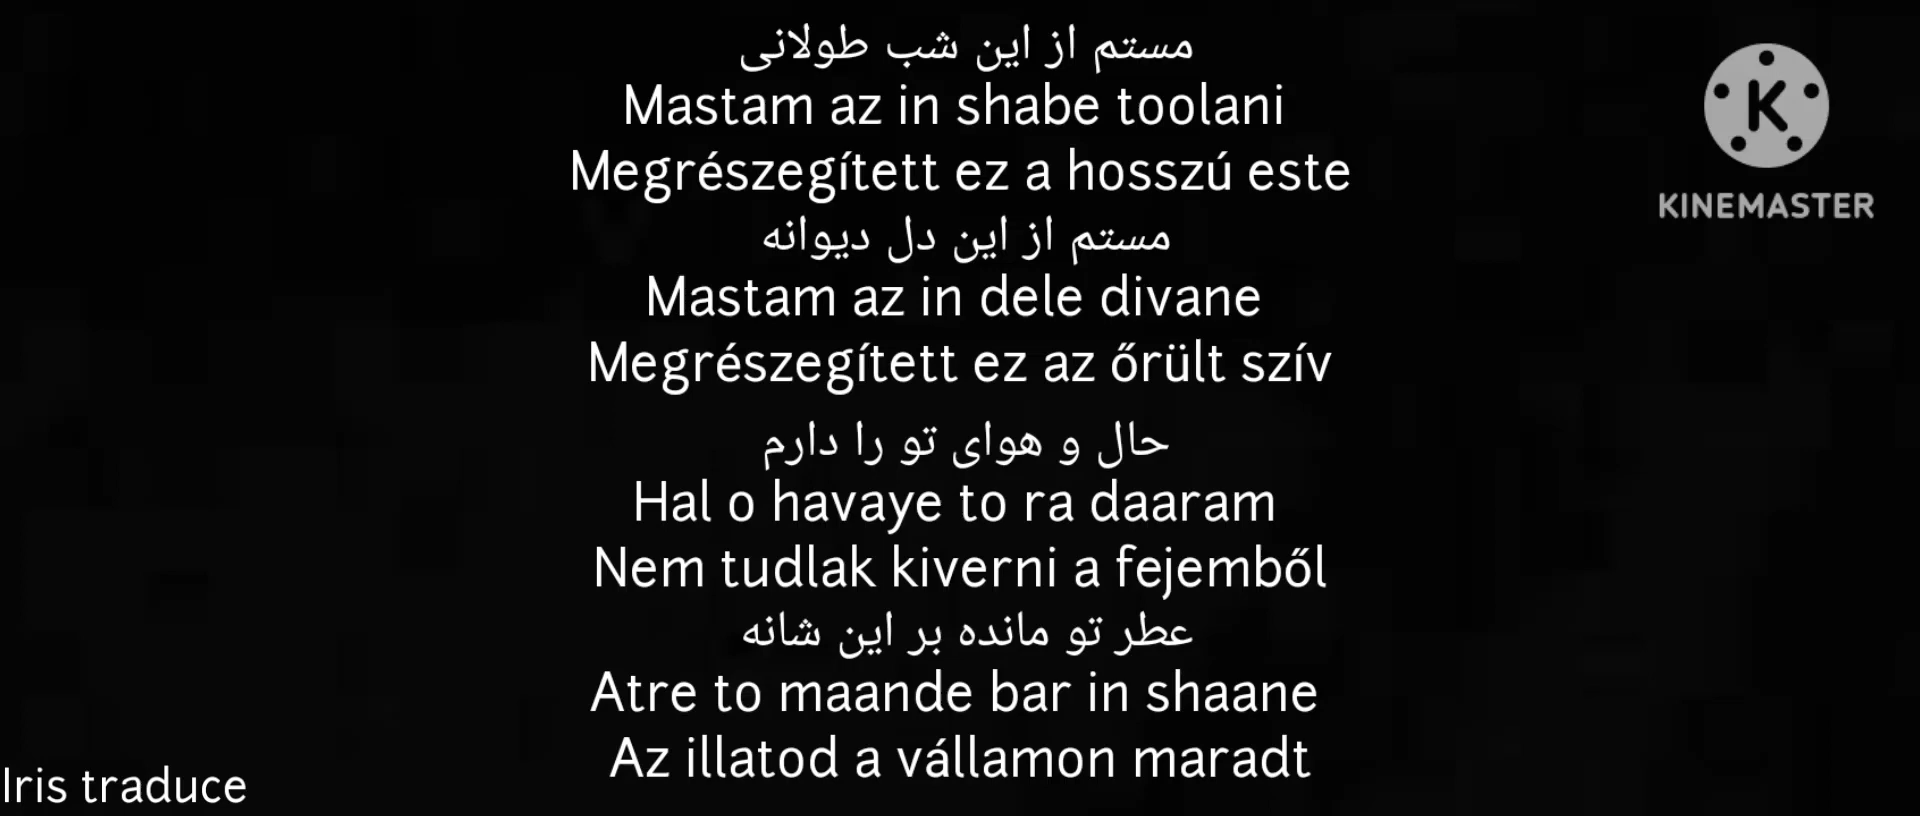 مستم از این شب طولانی
Mastam az in shabe toolani
Megrészegített ez a hosszú este
مستم از این دل دیوانه
Mastam az in dele divane
Megrészegített ez az őrült szív
حال و هوای تو را دارم
Hal o havaye to ra daaram
Nem tudlak kiverni a fejemből
عطر تو مانده بر این شانه
Atre to maande bar in shaane
Az illatod a vállamon maradt
Iris traduce
K
KINEMASTER